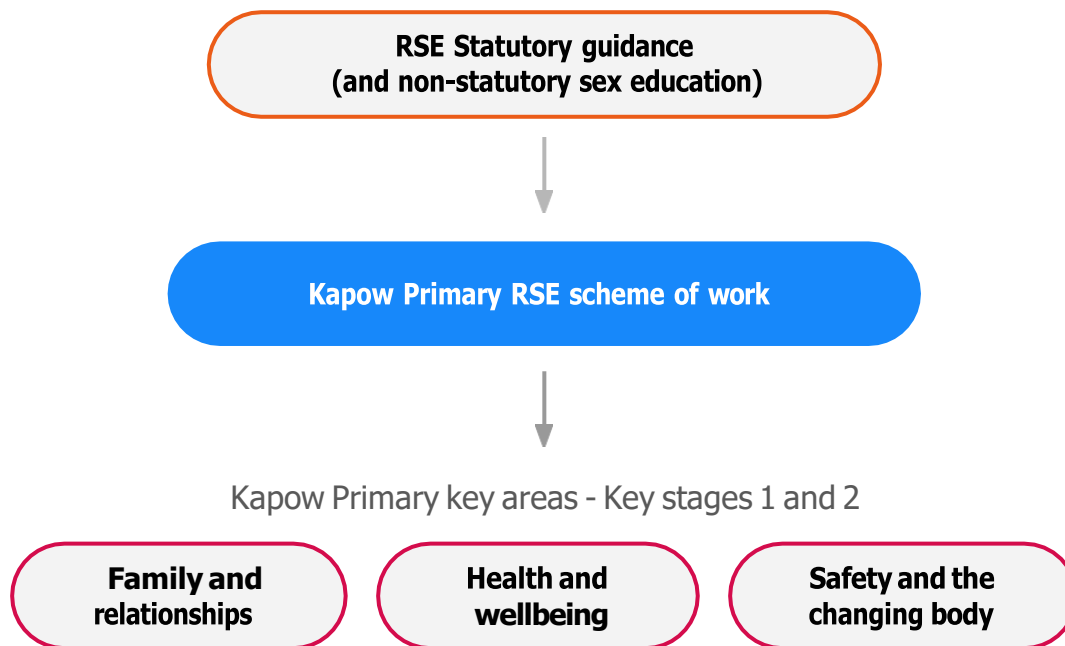 RSE Statutory guidance
(and non-statutory sex education)
Kapow Primary RSE scheme of work
Kapow Primary key areas - Key stages 1 and 2
Family and
relationships
Health and
wellbeing
Safety and the
changing body